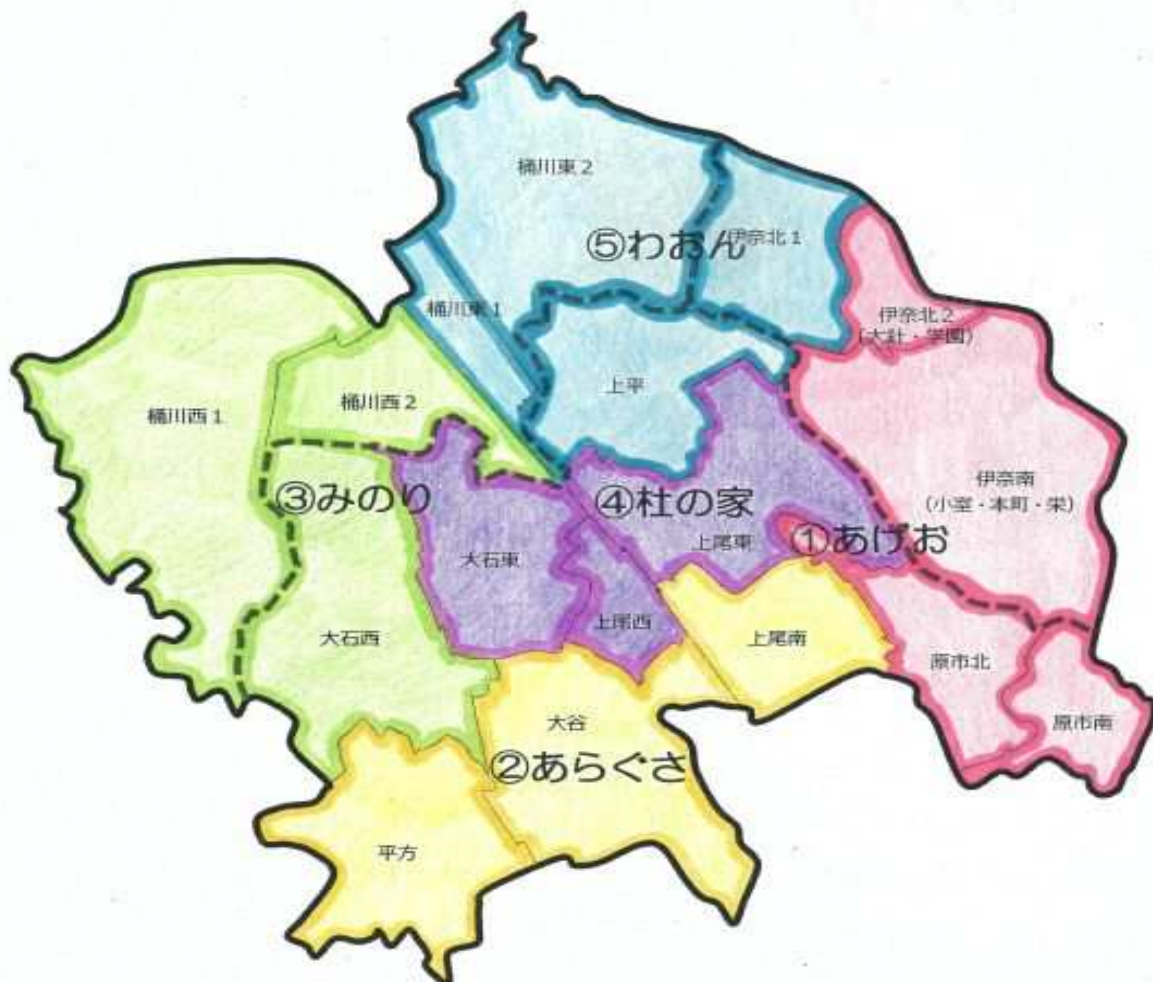 桶川東２
⑤わおん
伊奈北１
桶川東１
伊奈北２
（大針・学園）
上平
桶川西２
桶川西１
③みのり
④杜の家
伊奈南
（小室・本町・栄）
上尾東
①あげお
大石東
上尾西
大石西
上尾南
原市北
原市南
大谷
②あらぐさ
平方